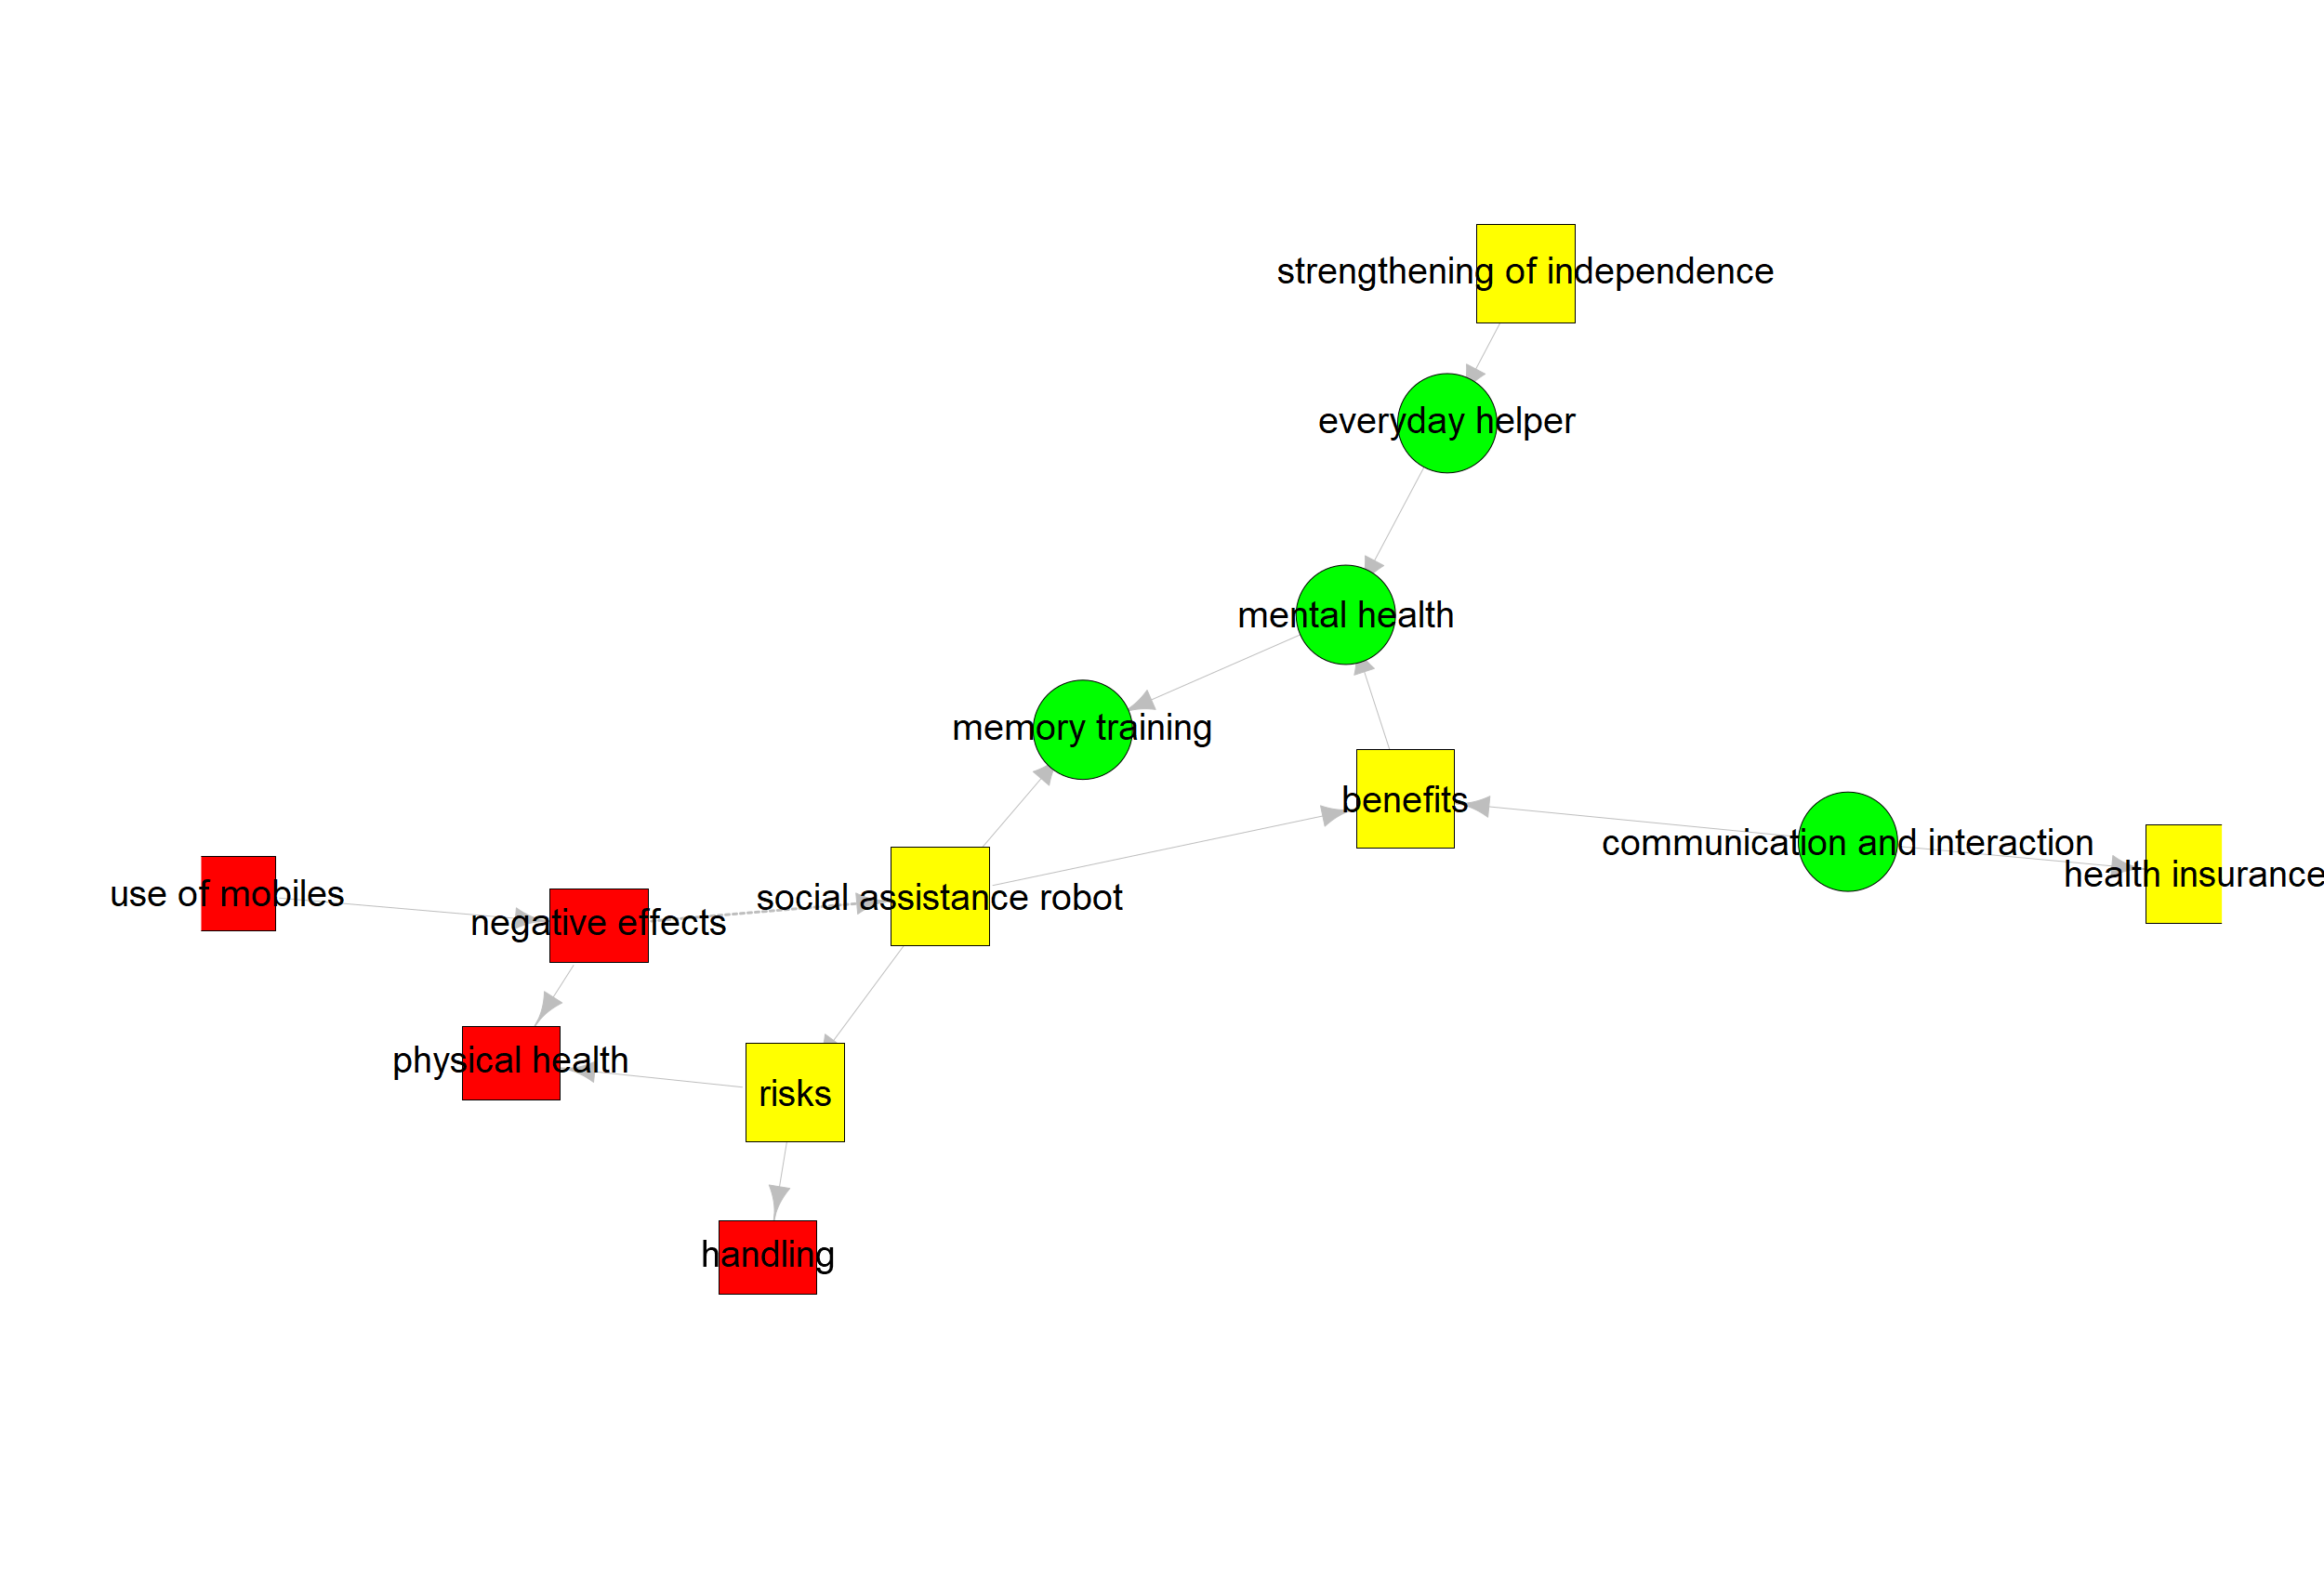 strengthening of independence
everyday helper
mental health
memory training
benefits
communication and interaction
health insurance
use of mobiles
negative effects
social assistance robot
physical health
risks
handling